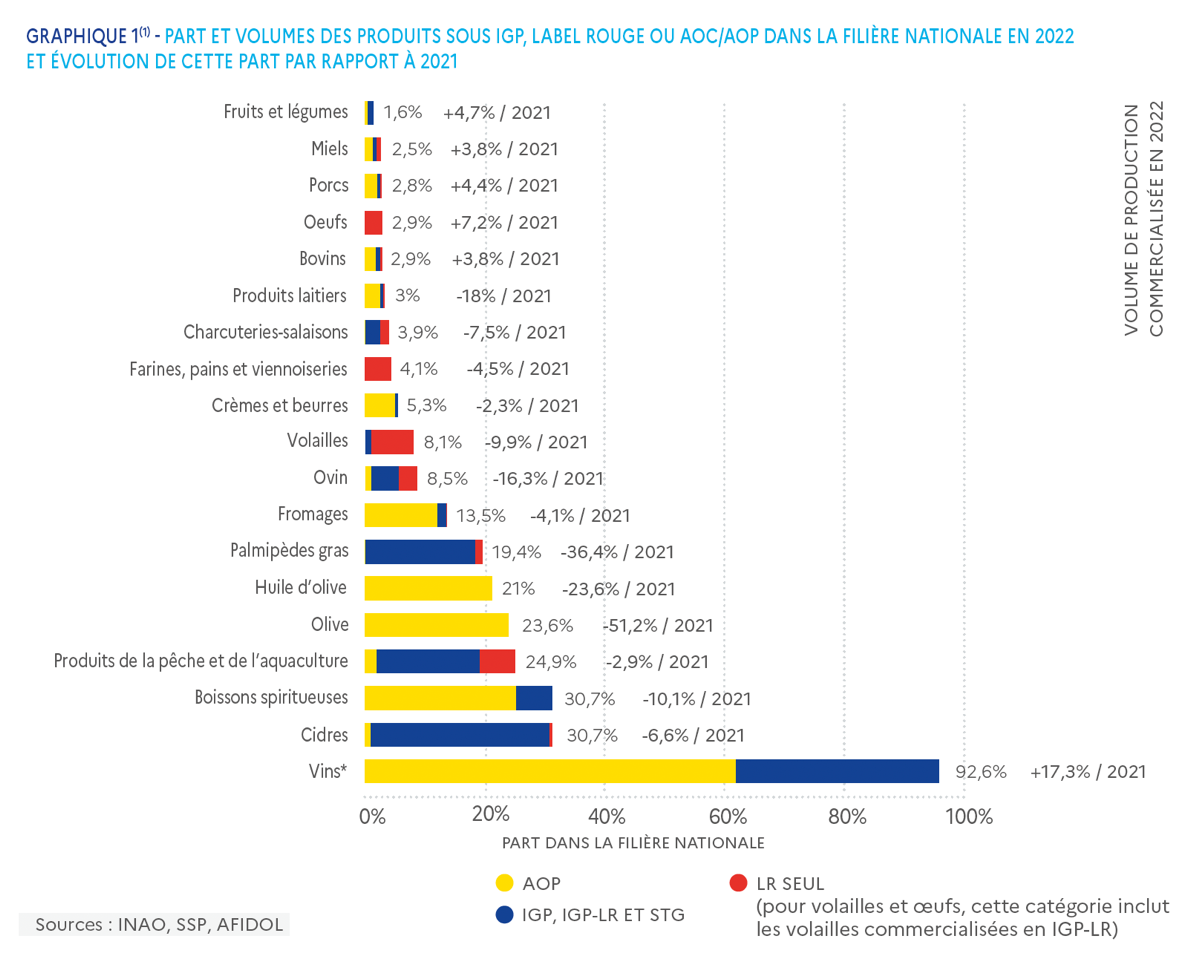 GRAPHIQUE 1(1) - PART ET VOLUMES DES PRODUITS SOUS IGP, LABEL ROUGE OU AOC/AOP DANS LA FILIÈRE NATIONALE EN 2022
ET ÉVOLUTION DE CETTE PART PAR RAPPORT À 2021
Fruits et légumes 1,6% +4,7% / 2021
Miels 2,5% +3,8% / 2021
Porcs 2,8% +4,4% / 2021
Oeufs 2,9% +7,2% / 2021
Bovins 2,9% +3,8% / 2021
Produits laitiers 3% -18% / 2021
Charcuteries-salaisons 3,9% -7,5% / 2021
Farines, pains et viennoiseries 4,1% -4,5% / 2021
Crèmes et beurres 5,3% -2,3% / 2021
Volailles 8,1% -9,9% / 2021
Ovin 8,5% -16,3% / 2021
Fromages 13,5% -4,1% / 2021
Palmipèdes gras 19,4% -36,4% / 2021
Huile d'olive 21% -23,6% / 2021
Olive 23,6% -51,2% / 2021
Produits de la pêche et de l'aquaculture 24,9% -2,9% / 2021
Boissons spiritueuses 30,7% -10,1% / 2021
Cidres 30,7% -6,6% / 2021
Vins* 92,6% +17,3% / 2021
VOLUME DE PRODUCTION
COMMERCIALISÉE EN 2022
0% 20% 40% 60% 80% 100%
PART DANS LA FILIÈRE NATIONALE
AOP
IGP, IGP-LR ET STG
LR SEUL
(pour volailles et œufs, cette catégorie inclut
les volailles commercialisées en IGP-LR)
Sources : INAO, SSP, AFIDOL